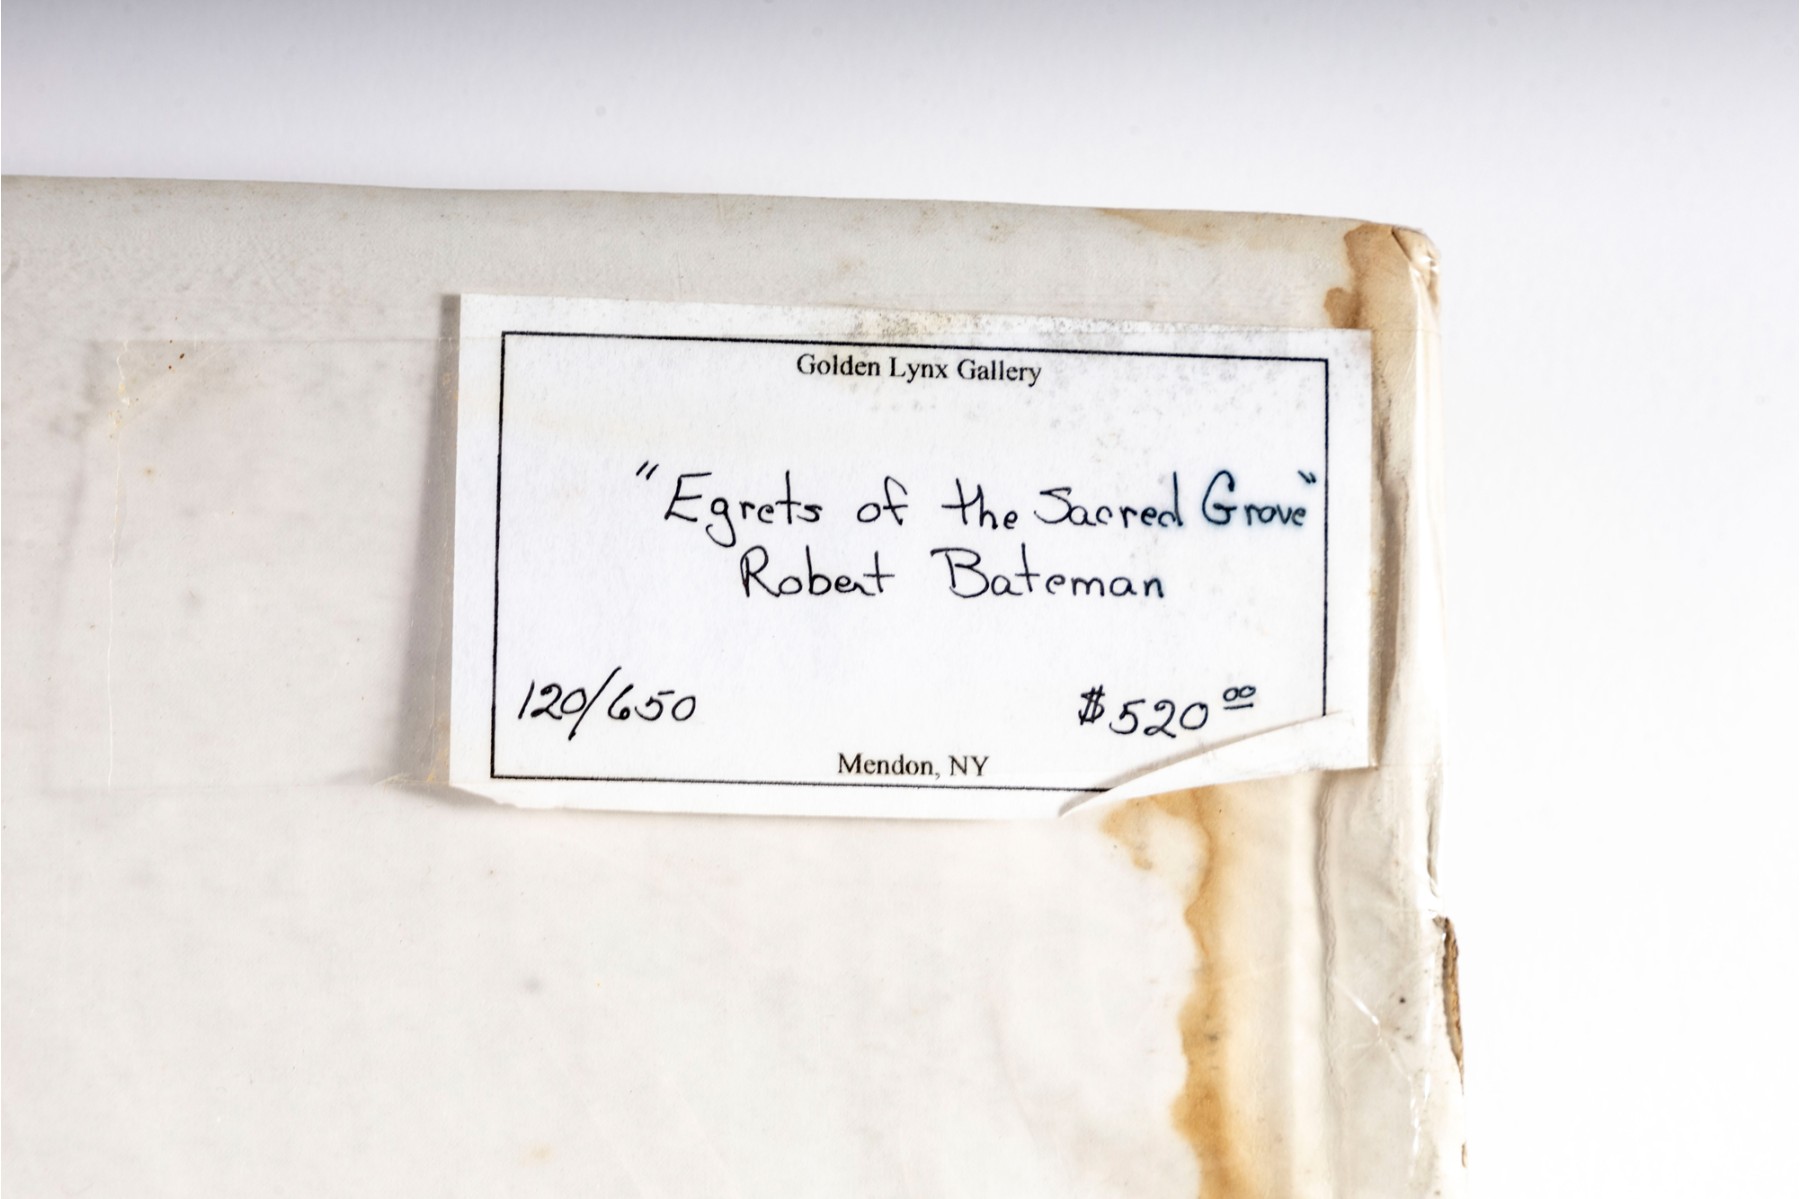 Golden Lynx Gallery
"Egrets of the Sacred Grove"
Robert Bateman
120/650 $520.00
Mendon, NY